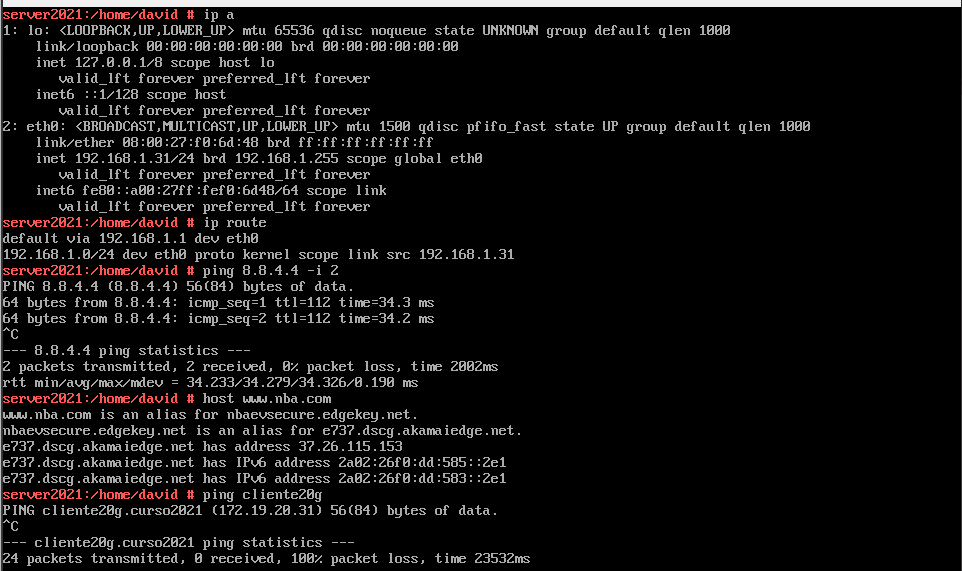 server2021:/home/david # ip a
1: lo: <LOOPBACK,UP,LOWER_UP> mtu 65536 qdisc noqueue state UNKNOWN group default qlen 1000
link/loopback 00:00:00:00:00:00 brd 00:00:00:00:00:00
inet 127.0.0.1/8 scope host lo
valid_lft forever preferred_lft forever
inet6 ::1/128 scope host
valid_lft forever preferred_lft forever
2: eth0: <BROADCAST,MULTICAST,UP,LOWER_UP> mtu 1500 qdisc pfifo_fast state UP group default qlen 1000
link/ether 08:00:27:f0:6d:48 brd ff:ff:ff:ff:ff:ff
inet 192.168.1.31/24 brd 192.168.1.255 scope global eth0
valid_lft forever preferred_lft forever
inet6 fe80::a00:27ff:fef0:6d48/64 scope link
valid_lft forever preferred_lft forever
server2021:/home/david # ip route
default via 192.168.1.1 dev eth0
192.168.1.0/24 dev eth0 proto kernel scope link src 192.168.1.31
server2021:/home/david # ping 8.8.4.4 -i 2
PING 8.8.4.4 (8.8.4.4) 56(84) bytes of data.
64 bytes from 8.8.4.4: icmp_seq=1 ttl=112 time=34.3 ms
64 bytes from 8.8.4.4: icmp_seq=2 ttl=112 time=34.2 ms
^C
--- 8.8.4.4 ping statistics ---
2 packets transmitted, 2 received, 0% packet loss, time 2002ms
rtt min/avg/max/mdev = 34.233/34.279/34.326/0.190 ms
server2021:/home/david # host www.nba.com
www.nba.com is an alias for nbaevsecure.edgekey.net.
nbaevsecure.edgekey.net is an alias for e737.dscg.akamaiedge.net.
e737.dscg.akamaiedge.net has address 37.26.115.153
e737.dscg.akamaiedge.net has IPv6 address 2a02:26f0:dd:585::2e1
e737.dscg.akamaiedge.net has IPv6 address 2a02:26f0:dd:583::2e1
server2021:/home/david # ping cliente20g
PING cliente20g.curso2021 (172.19.20.31) 56(84) bytes of data.
^C
--- cliente20g.curso2021 ping statistics ---
24 packets transmitted, 0 received, 100% packet loss, time 23532ms